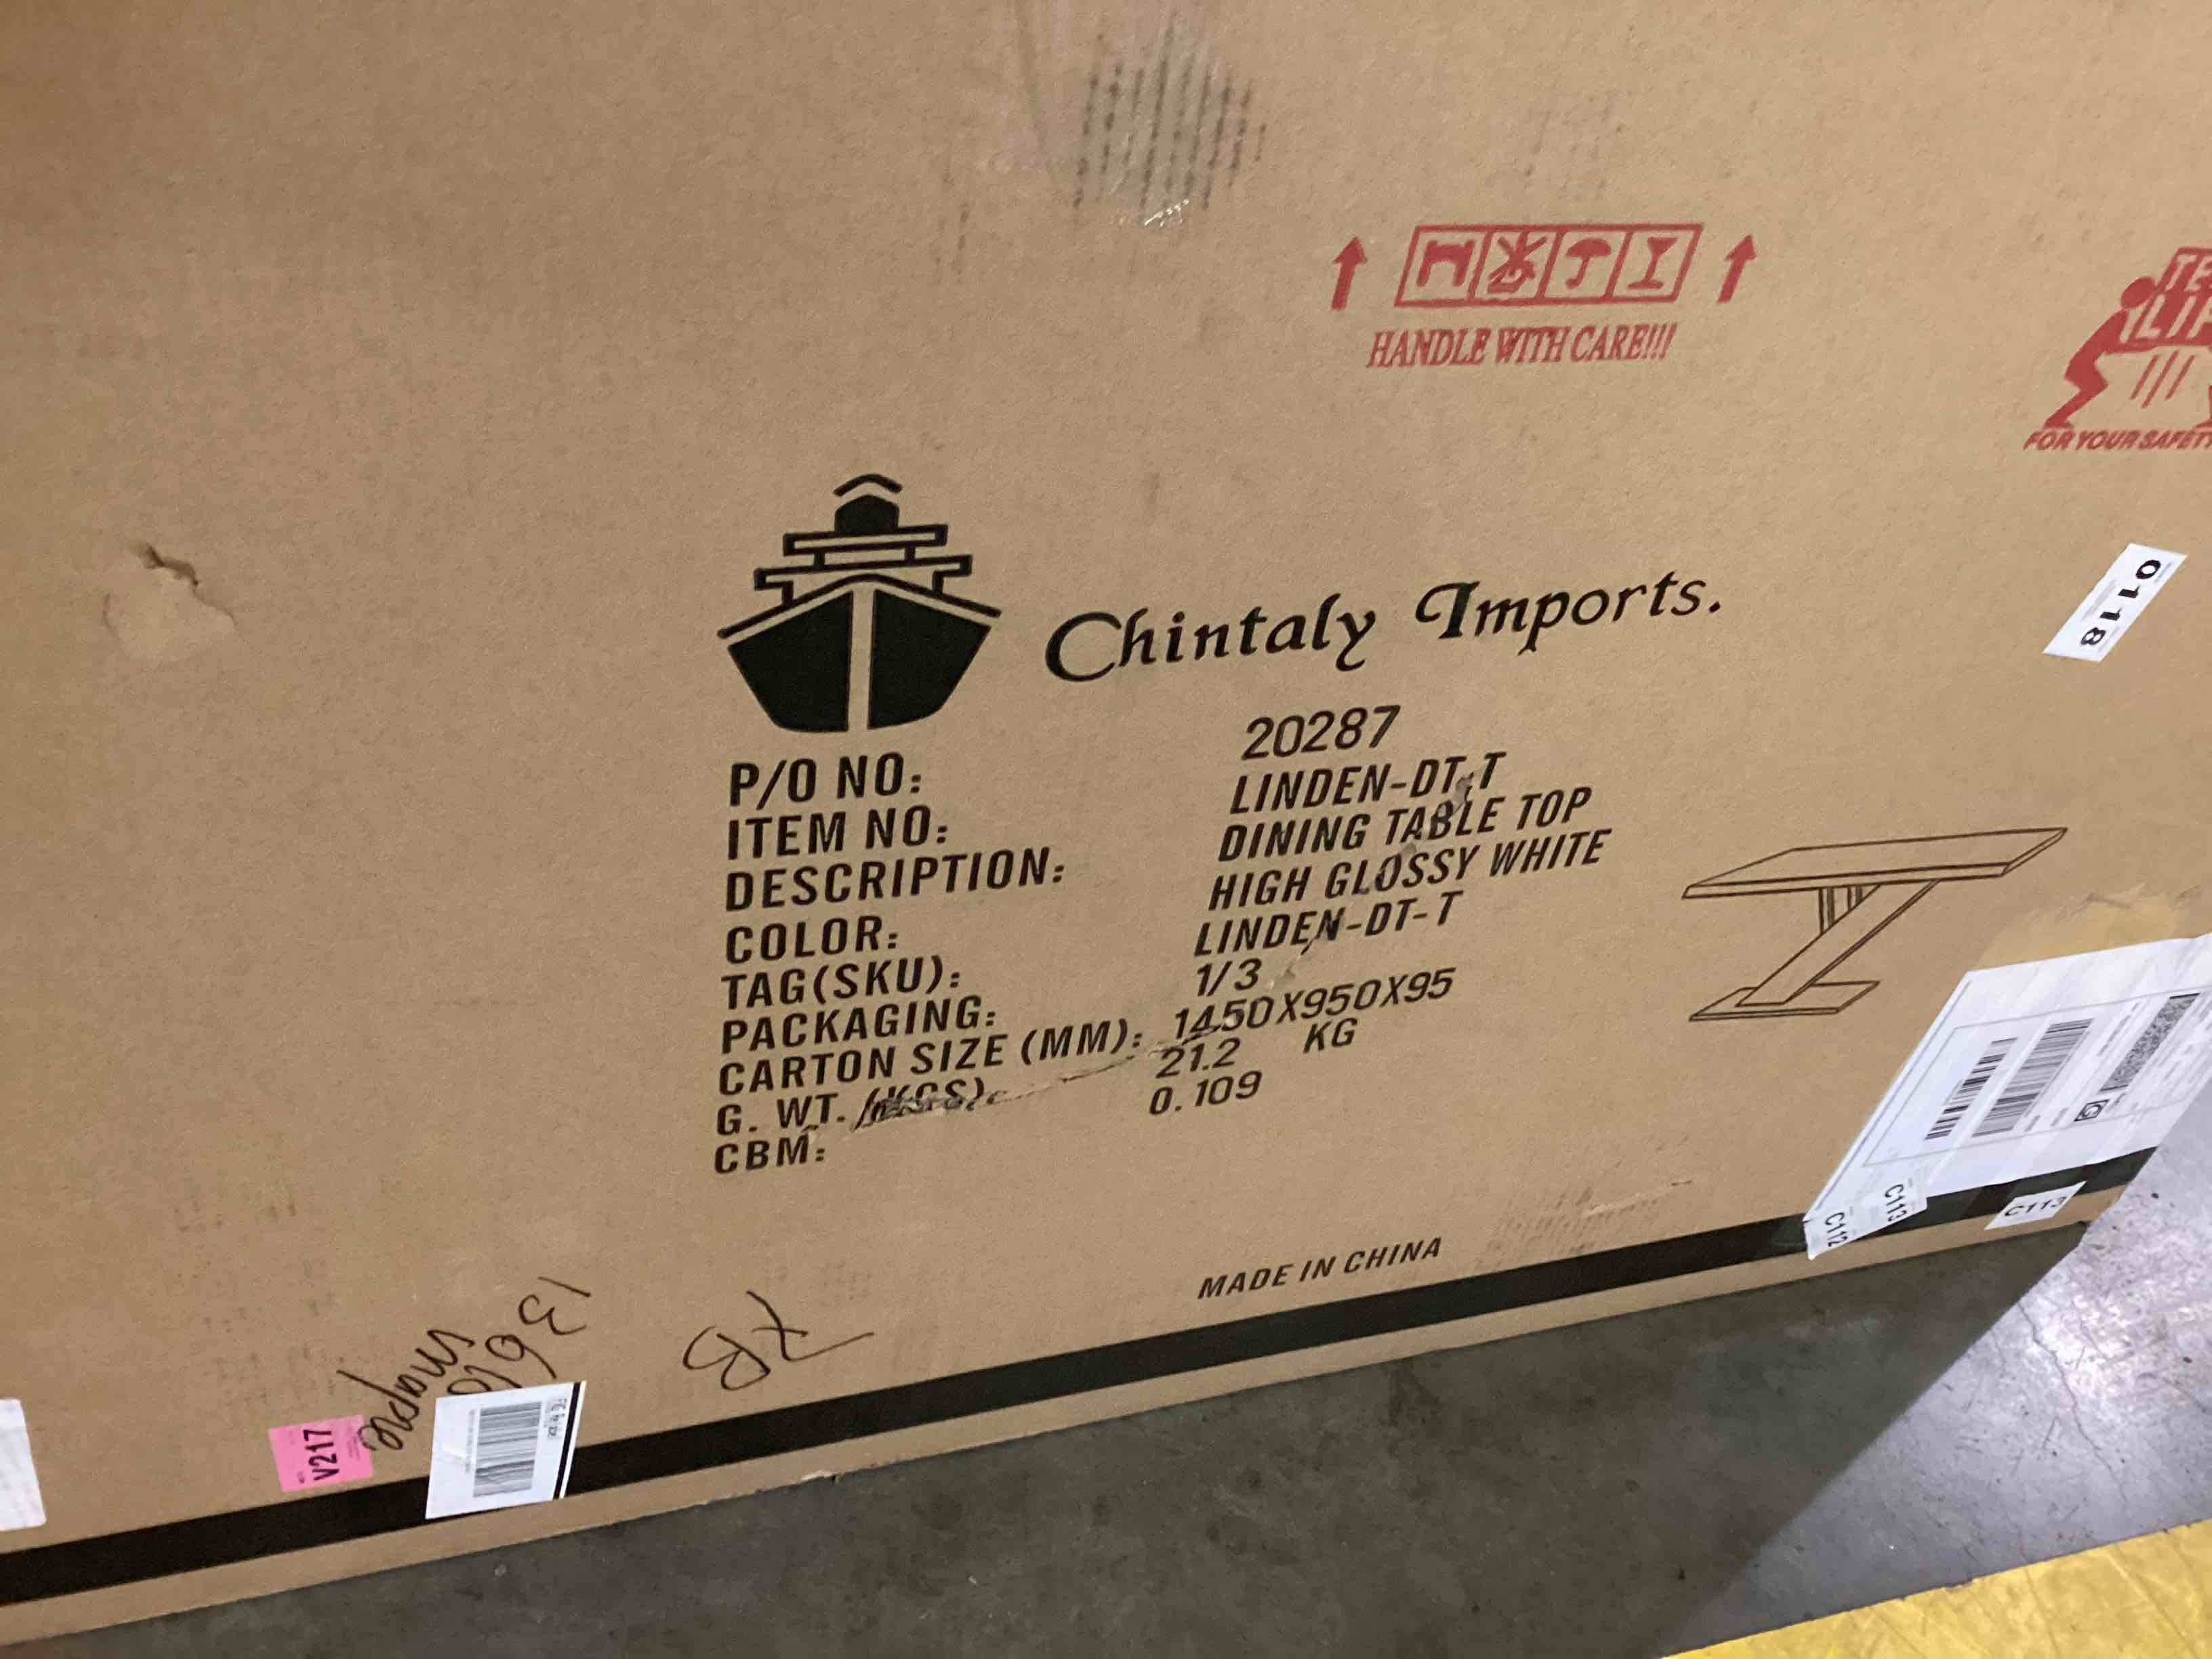 HANDLE WITH CARE!!!
FOR YOUR SAFETY
0118
Chintaly Imports.
P/O NO: 20287
ITEM NO: LINDEN-DT-T
DESCRIPTION: DINING TABLE TOP
COLOR: HIGH GLOSSY WHITE
TAG(SKU): LINDEN-DT-T
PACKAGING: 1/3
CARTON SIZE (MM): 1450X950X95
G. WT. (KGS): 21.2 KG
CBM: 0.109
C113
C112
C113
MADE IN CHINA
V217